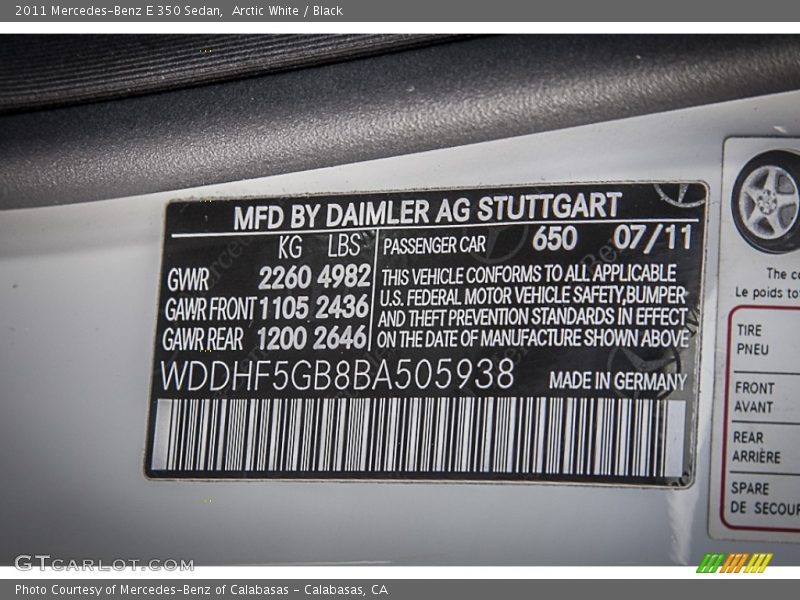 2011 Mercedes-Benz E 350 Sedan,  Arctic White / Black
MFD BY DAIMLER AG STUTTGART
KG LBS PASSENGER CAR 650 07/11
GWR 2260 4982 THIS VEHICLE CONFORMS TO ALL APPLICABLE
GAWR FRONT 1105 2436 U.S. FEDERAL MOTOR VEHICLE SAFETY, BUMPER
GAWR REAR 1200 2646 AND THEFT PREVENTION STANDARDS IN EFFECT
ON THE DATE OF MANUFACTURE SHOWN ABOVE
WDDHF5GB8BA505938 MADE IN GERMANY
The
Le poids
TIRE
PNEU
FRONT
AVANT
REAR
ARRIÈRE
SPARE
DE
GTCARLOT.COM
Photo Courtesy of Mercedes-Benz of Calabasas - Calabasas, CA